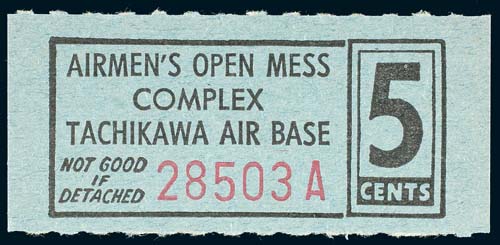 AIRMEN'S OPEN MESS
COMPLEX
TACHIKAWA AIR BASE
NOT GOOD
IF
DETACHED
28503 A
5
CENTS